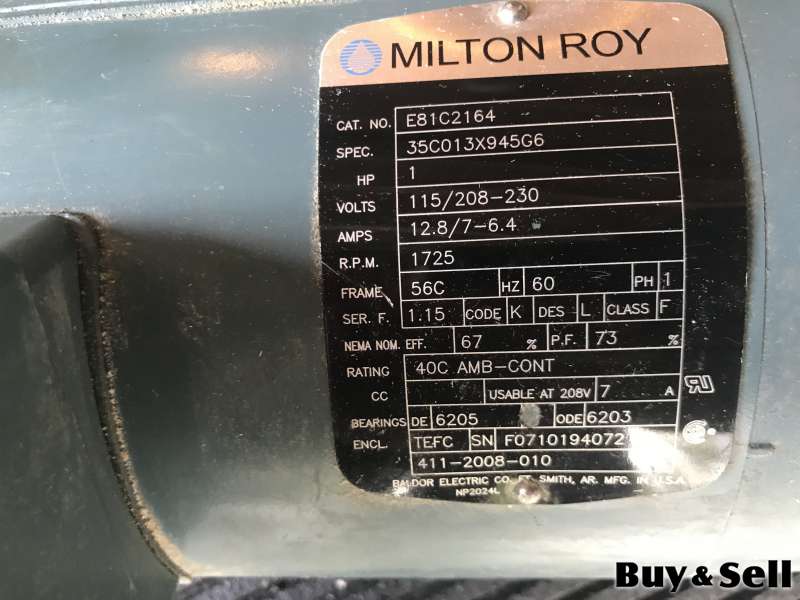 MILTON ROY
CAT. NO. E81C2164
SPEC. 35C013X945G6
HP 1
VOLTS 115/208-230
AMPS 12.8/7-6.4
R.P.M. 1725
FRAME 56C HZ 60 PH 1
SER. F. 1.15 CODE K DES L CLASS F
NEMA NOM. EFF. 67 % P.F. 73 %
RATING 40C AMB-CONT
CC USABLE AT 208V 7 A
BEARINGS DE 6205 ODE 6203
ENCL. TEFC SN F0710194072
411-2008-010
BALDOR ELECTRIC CO. FT. SMITH, AR. MFG. IN U.S.A.
NP2024L
Buy & Sell